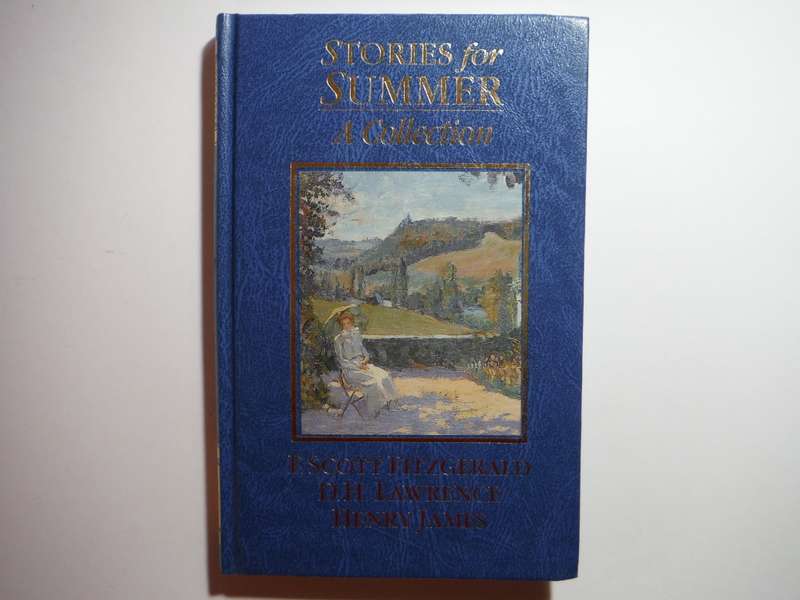 STORIES for
SUMMER
A Collection
F. SCOTT FITZGERALD
D.H. LAWRENCE
HENRY JAMES